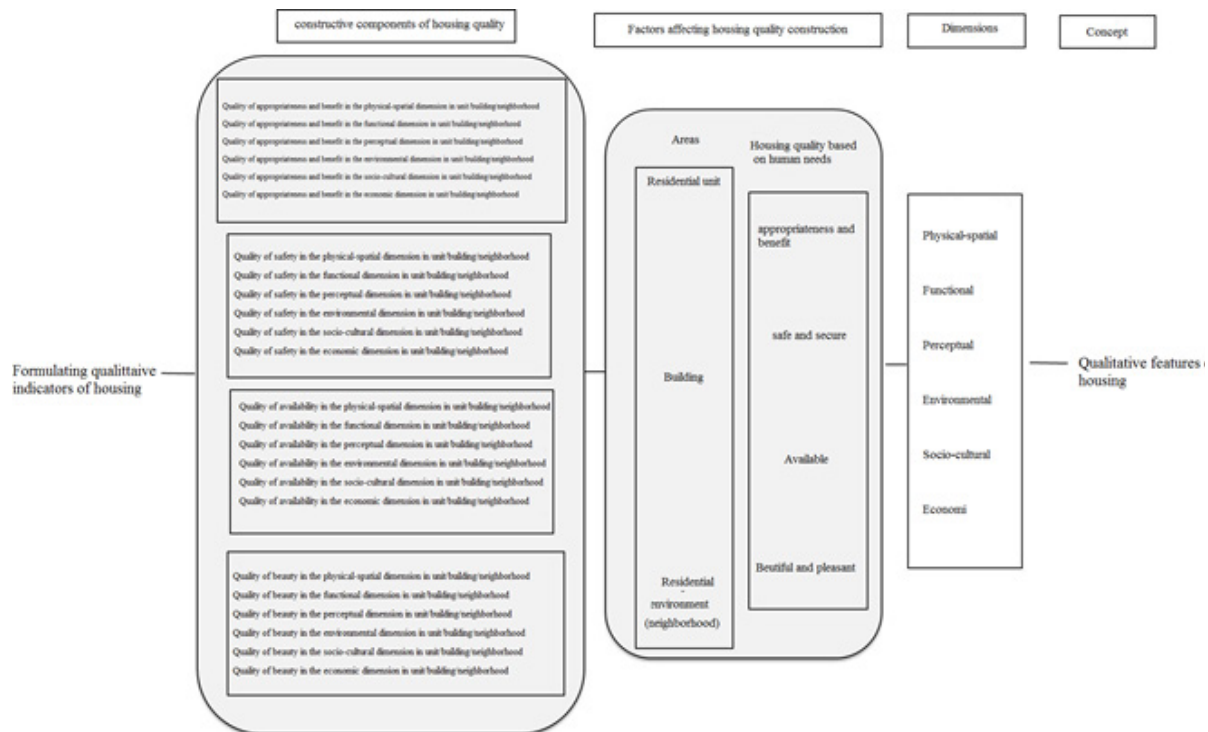 constructive components of housing quality
Factors affecting housing quality construction
Dimensions
Concept
Quality of appropriateness and benefit in the physical-spatial dimension in unit building/neighborhood
Quality of appropriateness and benefit in the functional dimension in unit building/neighborhood
Quality of appropriateness and benefit in the perceptual dimension in unit building/neighborhood
Quality of appropriateness and benefit in the environmental dimension in unit building/neighborhood
Quality of appropriateness and benefit in the socio-cultural dimension in unit building/neighborhood
Quality of appropriateness and benefit in the economic dimension in unit building/neighborhood
Quality of safety in the physical-spatial dimension in unit/building/neighborhood
Quality of safety in the functional dimension in unit/building/neighborhood
Quality of safety in the perceptual dimension in unit/building/neighborhood
Quality of safety in the environmental dimension in unit/building/neighborhood
Quality of safety in the socio-cultural dimension in unit/building/neighborhood
Quality of safety in the economic dimension in unit/building/neighborhood
Formulating qualittaive
indicators of housing
Quality of availability in the physical-spatial dimension in unit/building/neighborhood
Quality of availability in the functional dimension in unit/building/neighborhood
Quality of availability in the perceptual dimension in unit/building/neighborhood
Quality of availability in the environmental dimension in unit/building/neighborhood
Quality of availability in the socio-cultural dimension in unit/building/neighborhood
Quality of availability in the economic dimension in unit/building/neighborhood
Quality of beauty in the physical-spatial dimension in unit/building/neighborhood
Quality of beauty in the functional dimension in unit/building/neighborhood
Quality of beauty in the perceptual dimension in unit/building/neighborhood
Quality of beauty in the environmental dimension in unit/building/neighborhood
Quality of beauty in the socio-cultural dimension in unit/building/neighborhood
Quality of beauty in the economic dimension in unit/building/neighborhood
Areas
Residential unit
Building
Residential
nvironment
(neighborhood)
Housing quality based
on human needs
appropriateness and
benefit
safe and secure
Available
Beutiful and pleasant
Physical-spatial
Functional
Perceptual
Environmental
Socio-cultural
Economi
Qualitative features
housing